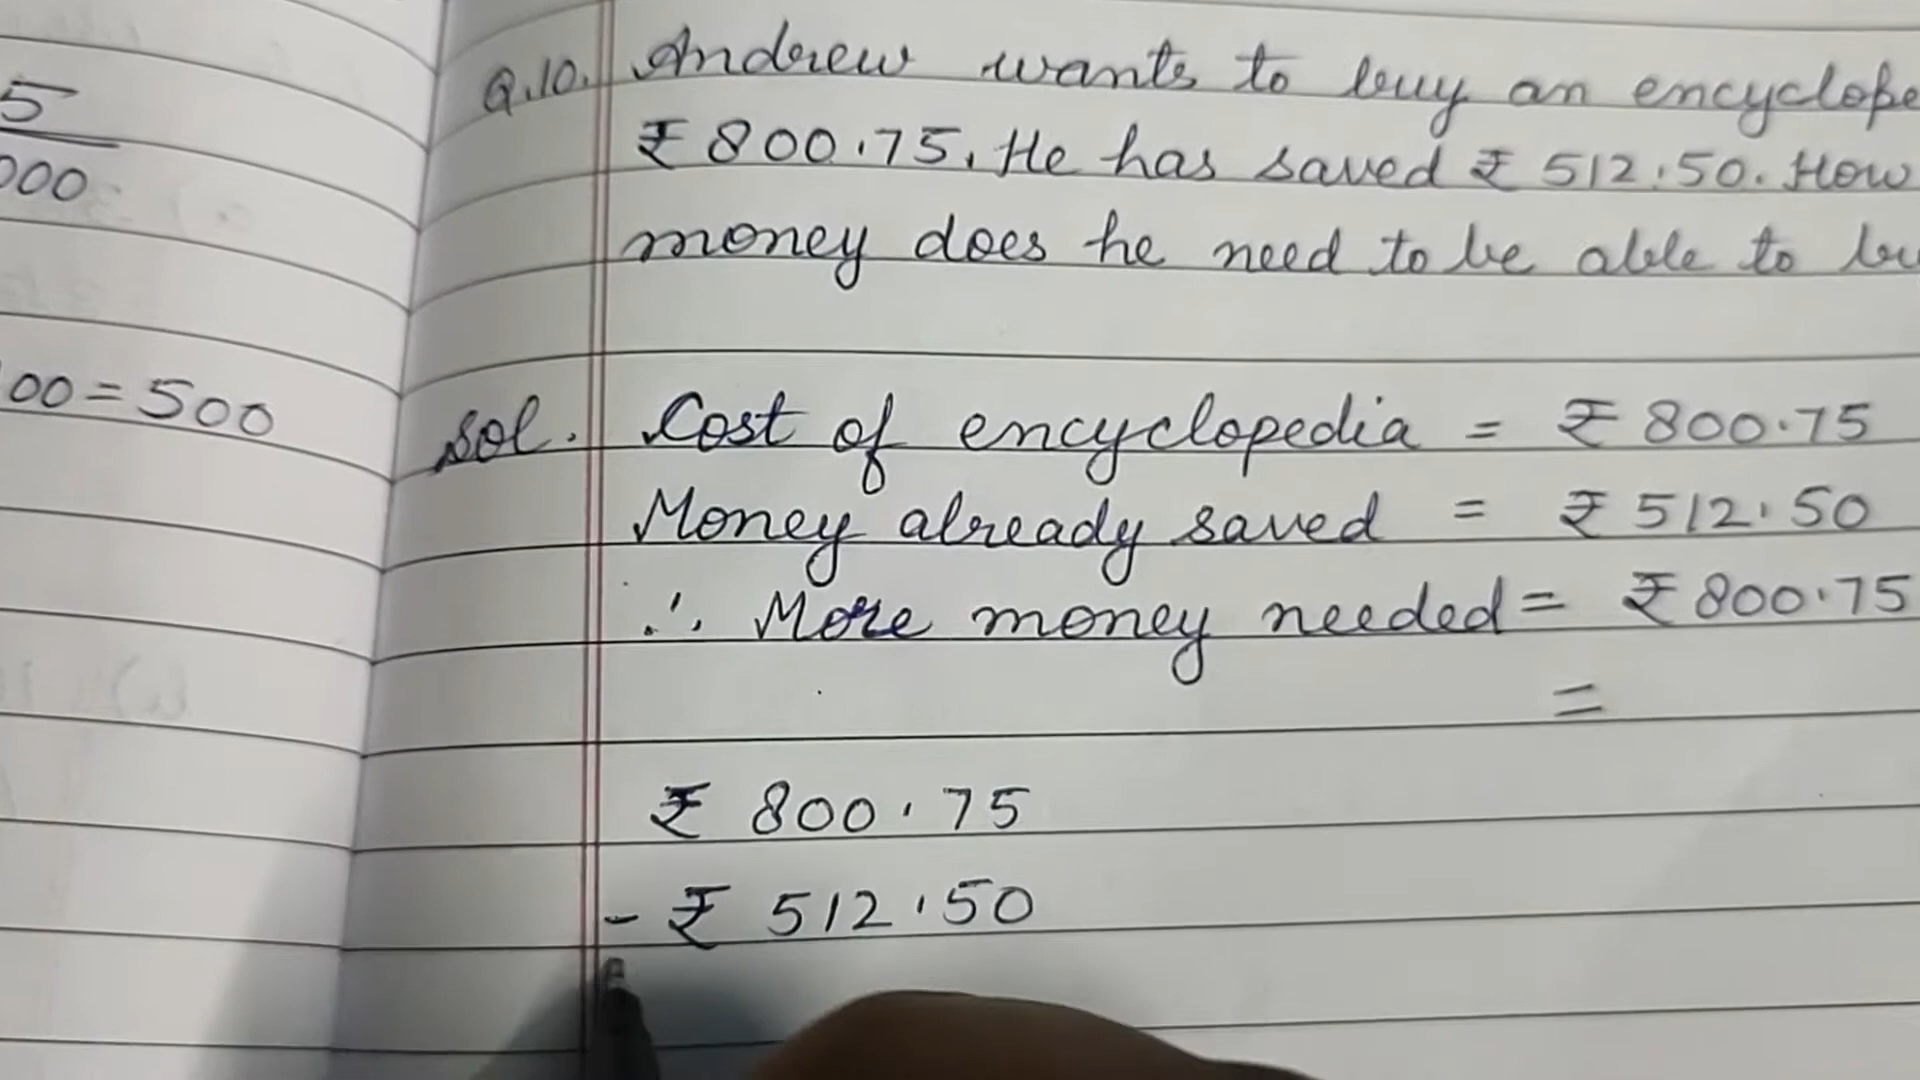 5
000
00=500
Q.10. Andrew wants to buy an encyclope
₹800.75. He has saved ₹ 512.50. How
money does he need to be able to bu
Sol. Cost of encyclopedia = ₹ 800.75
Money already saved = ₹ 512.50
∴ More money needed = ₹800.75
=
₹ 800.75
- ₹ 512.50